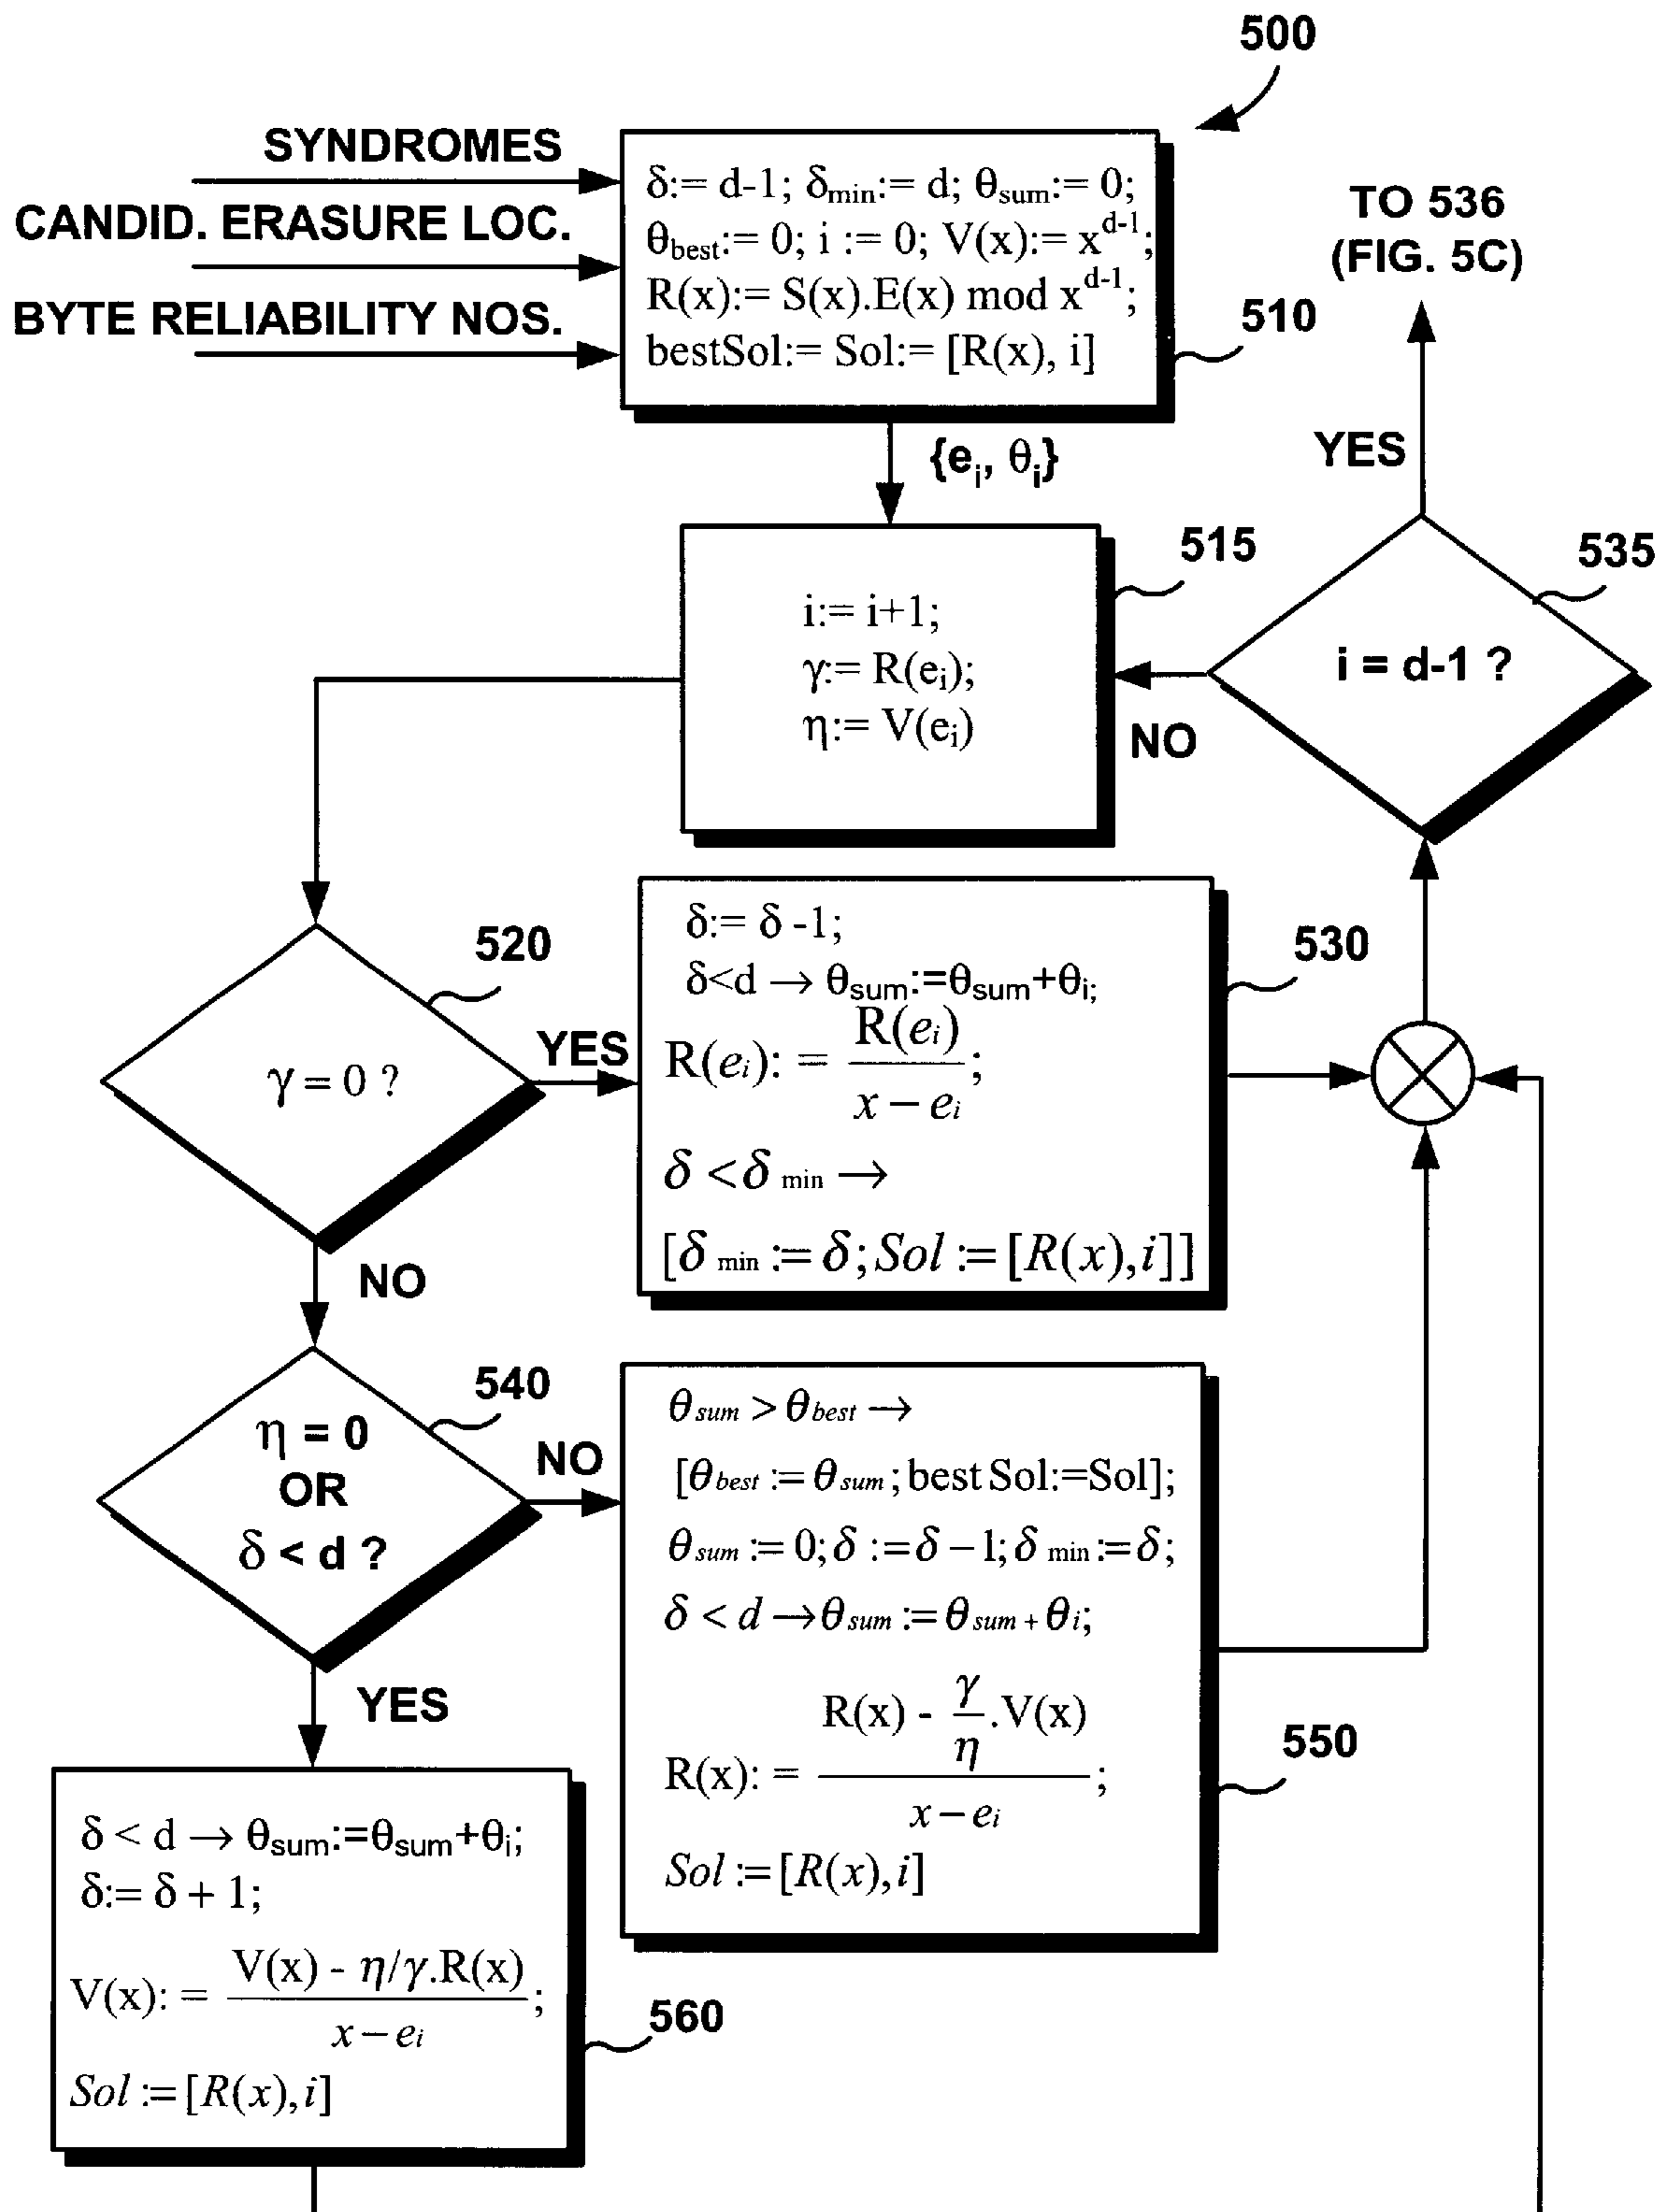 500
SYNDROMES
CANDID. ERASURE LOC.
BYTE RELIABILITY NOS.
δ:= d-1; δmin:= d; θsum:= 0;
θbest:= 0; i := 0; V(x):= x^d-1;
R(x):= S(x).E(x) mod x^d-1;
bestSol:= Sol:= [R(x), i]
510
TO 536
(FIG. 5C)
{ei, θi}
YES
515
i:= i+1;
γ:= R(ei);
η:= V(ei)
535
i = d-1 ?
NO
520
γ = 0 ?
YES
NO
530
δ:= δ -1;
δ<d → θsum:=θsum+θi;
R(ei): = R(ei) / x − ei ;
δ < δ min →
[δ min := δ; Sol := [R(x),i]]
540
η = 0
OR
δ < d ?
NO
YES
550
θsum > θbest →
[θbest := θsum ; best Sol:=Sol];
θsum := 0; δ := δ − 1; δ min := δ;
δ < d → θsum := θsum + θi;
R(x): = R(x) - γ/η .V(x) / x − ei ;
Sol := [R(x),i]
560
δ < d → θsum:=θsum+θi;
δ:= δ + 1;
V(x): = V(x) - η/γ.R(x) / x − ei ;
Sol := [R(x),i]